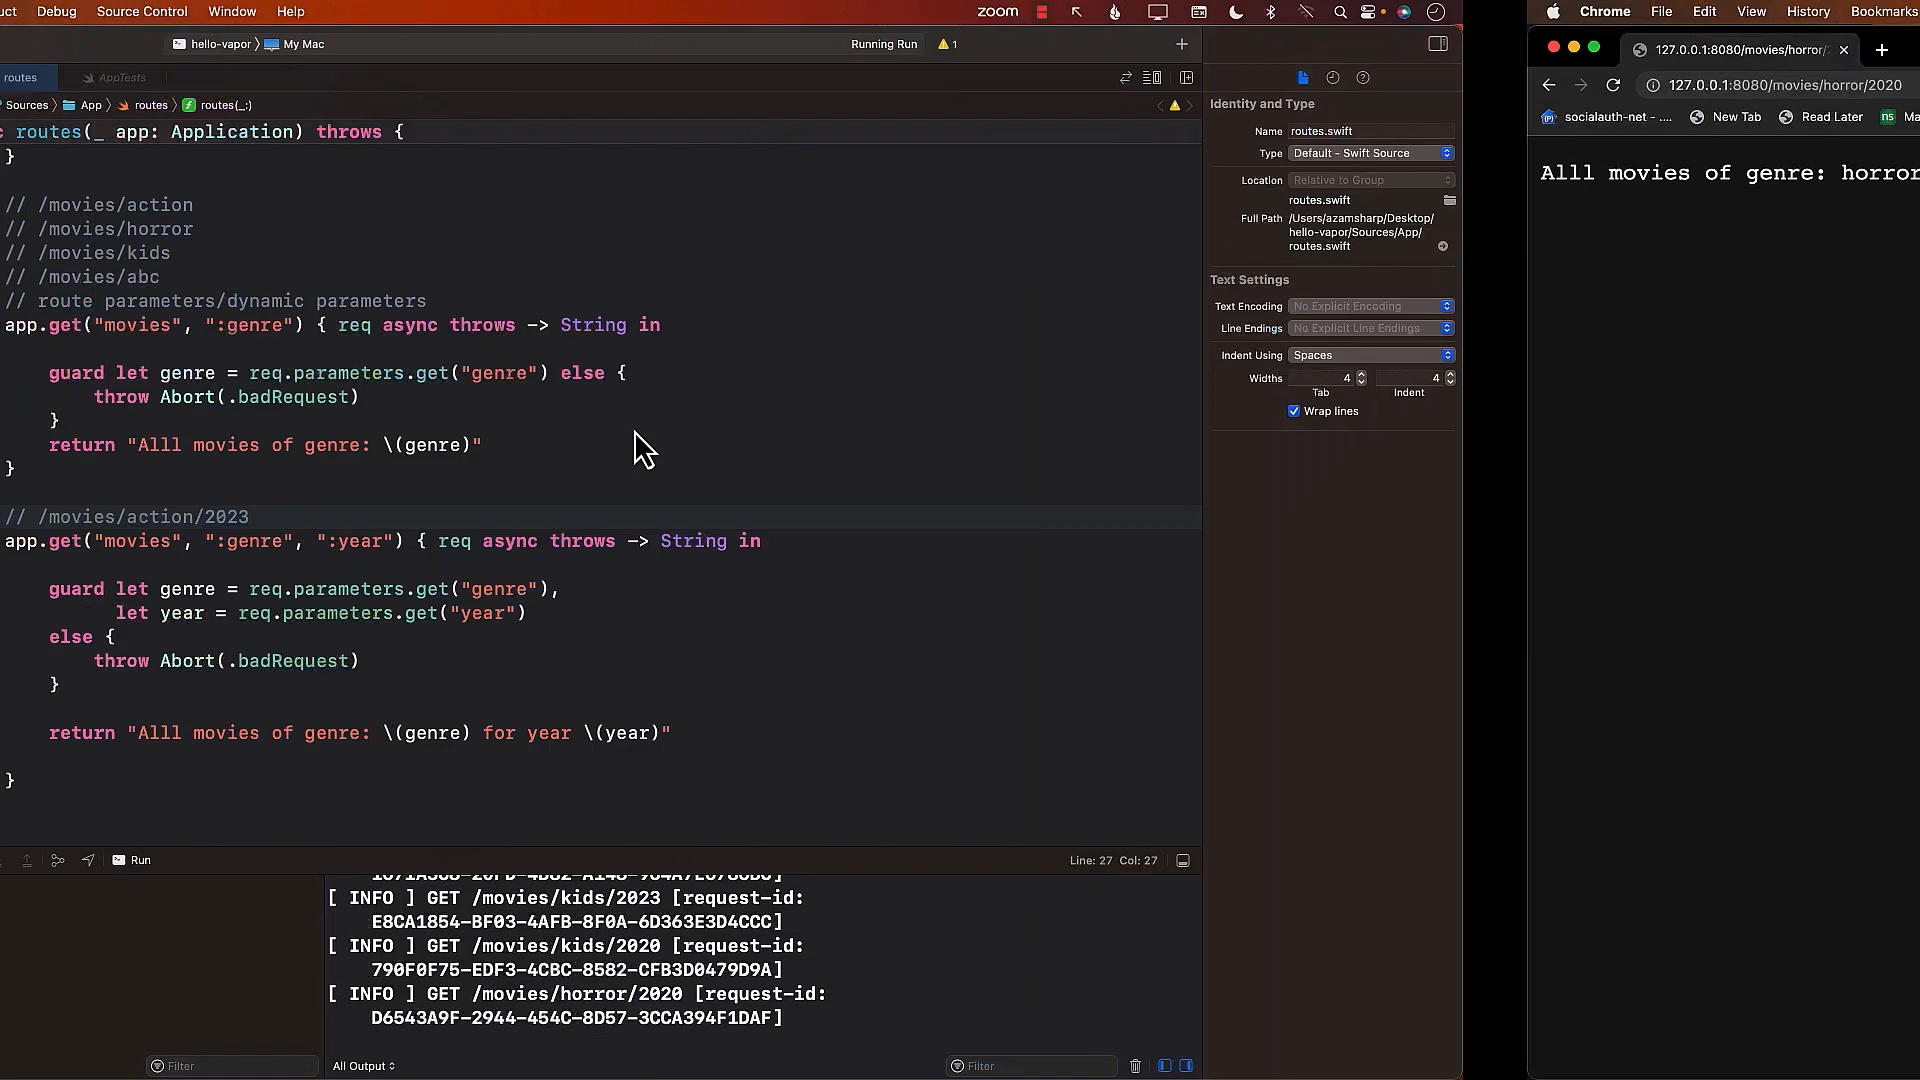 uct Debug Source Control Window Help zoom
hello-vapor My Mac Running Run 1
routes AppTests
Sources App routes routes(_:)
c routes(_ app: Application) throws {
}
// /movies/action
// /movies/horror
// /movies/kids
// /movies/abc
// route parameters/dynamic parameters
app.get("movies", ":genre") { req async throws -> String in
guard let genre = req.parameters.get("genre") else {
throw Abort(.badRequest)
}
return "Alll movies of genre: \(genre)"
}
// /movies/action/2023
app.get("movies", ":genre", ":year") { req async throws -> String in
guard let genre = req.parameters.get("genre"),
let year = req.parameters.get("year")
else {
throw Abort(.badRequest)
}
return "Alll movies of genre: \(genre) for year \(year)"
}
Run Line: 27 Col: 27
[ INFO ] GET /movies/kids/2023 [request-id:
E8CA1854-BF03-4AFB-8F0A-6D363E3D4CCC]
[ INFO ] GET /movies/kids/2020 [request-id:
790F0F75-EDF3-4CBC-8582-CFB3D0479D9A]
[ INFO ] GET /movies/horror/2020 [request-id:
D6543A9F-2944-454C-8D57-3CCA394F1DAF]
Filter All Output Filter
Identity and Type
Name routes.swift
Type Default - Swift Source
Location Relative to Group
routes.swift
Full Path /Users/azamsharp/Desktop/
hello-vapor/Sources/App/
routes.swift
Text Settings
Text Encoding No Explicit Encoding
Line Endings No Explicit Line Endings
Indent Using Spaces
Widths 4 4
Tab Indent
Wrap lines
Chrome File Edit View History Bookmarks
127.0.0.1:8080/movies/horror/
127.0.0.1:8080/movies/horror/2020
socialauth-net - .... New Tab Read Later ns Ma
Alll movies of genre: horror